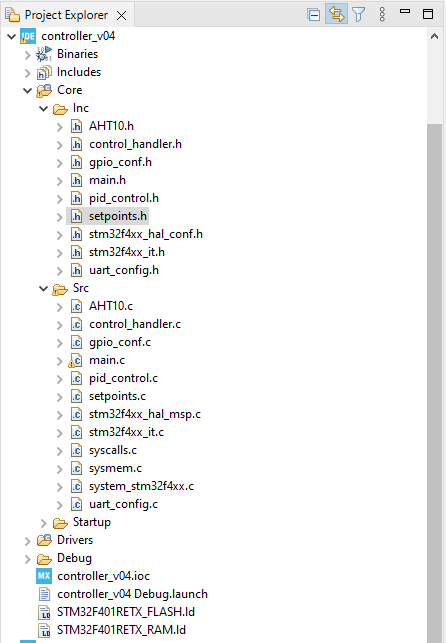 Project Explorer
controller_v04
Binaries
Includes
Core
Inc
AHT10.h
control_handler.h
gpio_conf.h
main.h
pid_control.h
setpoints.h
stm32f4xx_hal_conf.h
stm32f4xx_it.h
uart_config.h
Src
AHT10.c
control_handler.c
gpio_conf.c
main.c
pid_control.c
setpoints.c
stm32f4xx_hal_msp.c
stm32f4xx_it.c
syscalls.c
sysmem.c
system_stm32f4xx.c
uart_config.c
Startup
Drivers
Debug
controller_v04.ioc
controller_v04 Debug.launch
STM32F401RETX_FLASH.ld
STM32F401RETX_RAM.ld